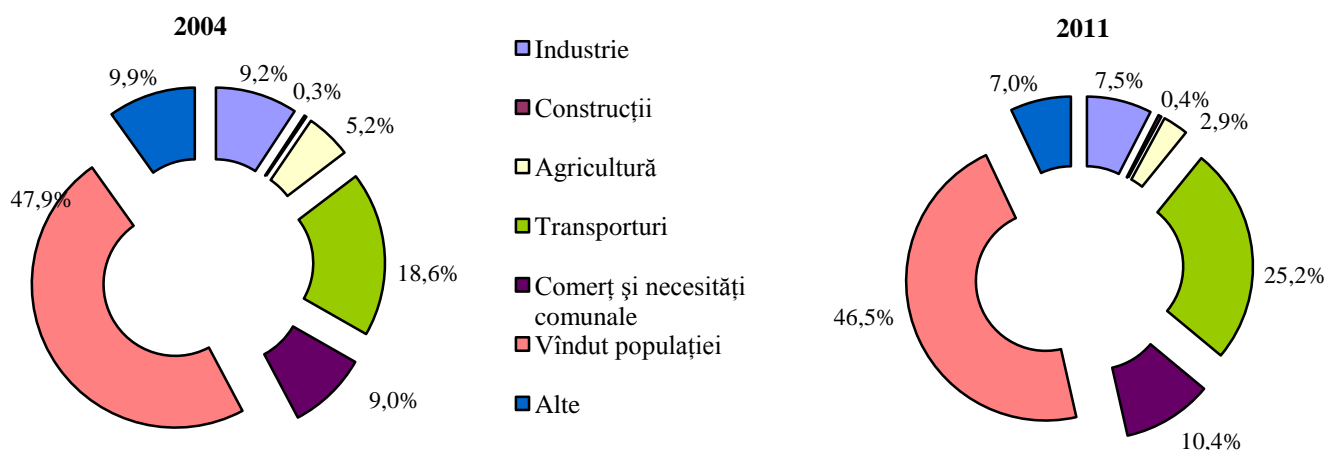 2004
9,9%
9,2%
0,3%
5,2%
47,9%
18,6%
9,0%
Industrie
Construcții
Agricultură
Transporturi
Comerț şi necesități
comunale
Vîndut populației
Alte
2011
7,0%
7,5%
0,4%
2,9%
25,2%
46,5%
10,4%